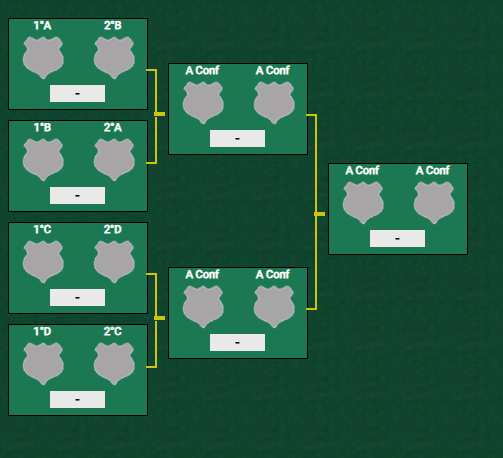 1°A 2°B
-
1°B 2°A
-
1°C 2°D
-
1°D 2°C
-
A Conf A Conf
-
A Conf A Conf
-
A Conf A Conf
-